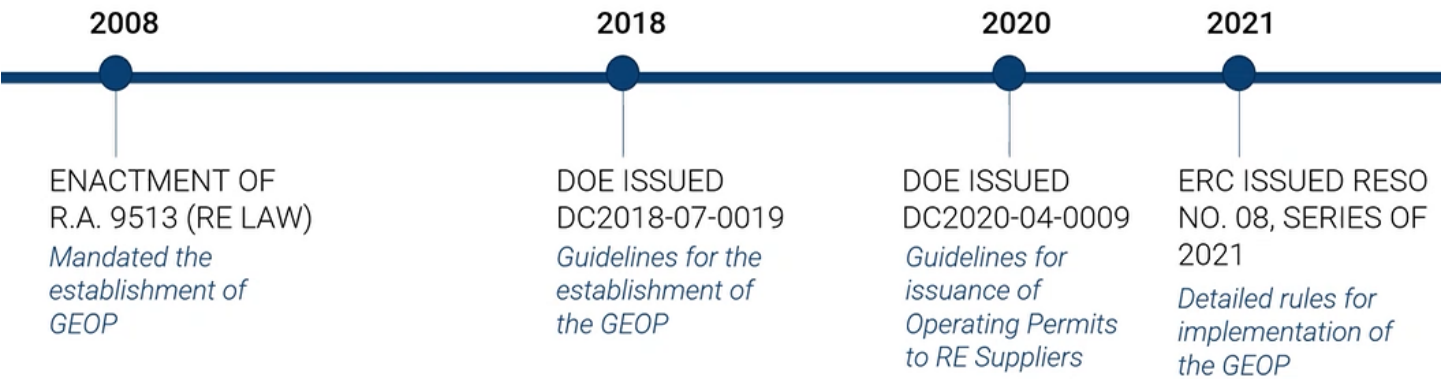 2008
ENACTMENT OF
R.A. 9513 (RE LAW)
Mandated the
establishment of
GEOP
2018
DOE ISSUED
DC2018-07-0019
Guidelines for the
establishment of
the GEOP
2020
DOE ISSUED
DC2020-04-0009
Guidelines for
issuance of
Operating Permits
to RE Suppliers
2021
ERC ISSUED RESO
NO. 08, SERIES OF
2021
Detailed rules for
implementation of
the GEOP